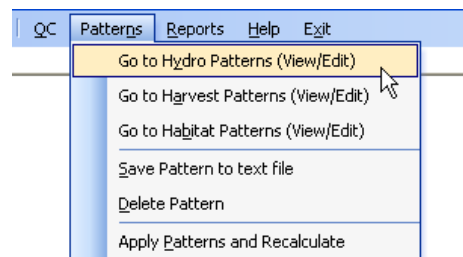 QC Patterns Reports Help Exit
Go to Hydro Patterns (View/Edit)
Go to Harvest Patterns (View/Edit)
Go to Habitat Patterns (View/Edit)
Save Pattern to text file
Delete Pattern
Apply Patterns and Recalculate